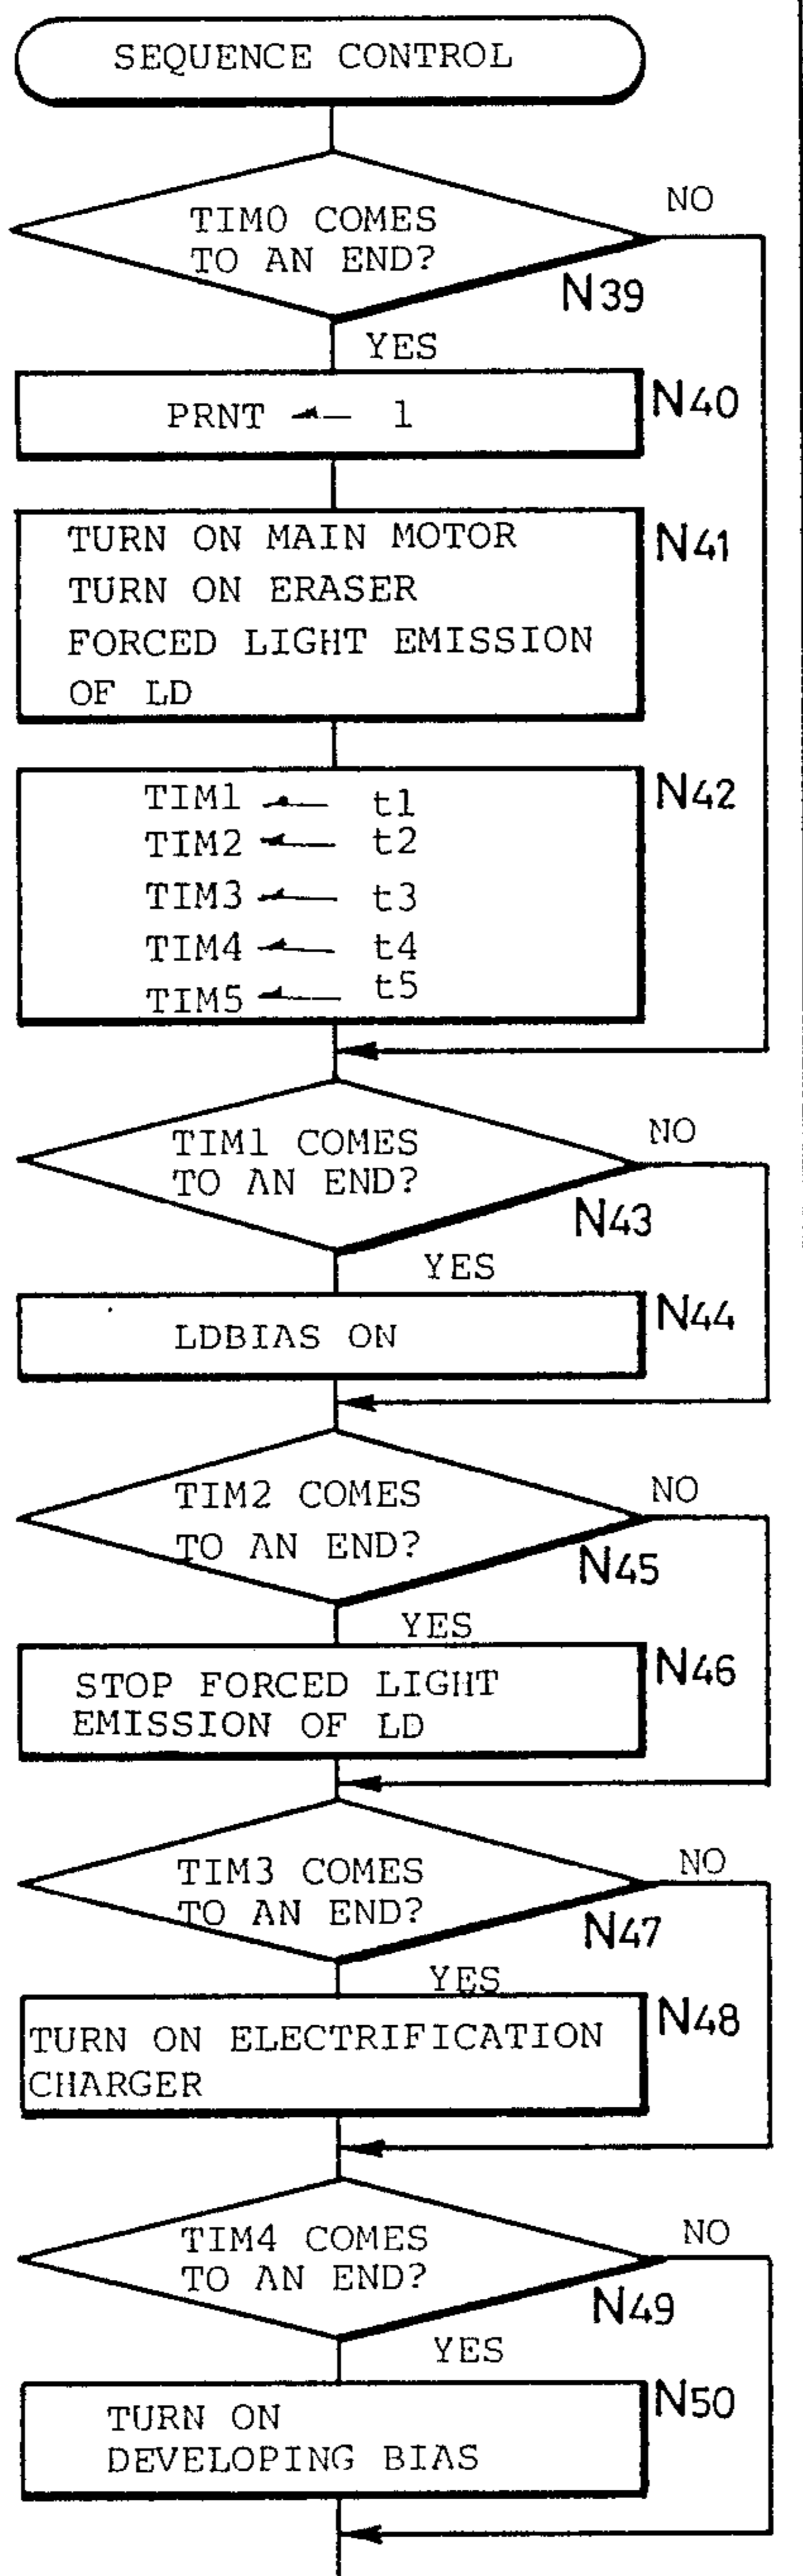 SEQUENCE CONTROL
TIM0 COMES
TO AN END?
NO
N39
YES
PRNT ← 1
N40
TURN ON MAIN MOTOR
TURN ON ERASER
FORCED LIGHT EMISSION
OF LD
N41
TIM1 ← t1
TIM2 ← t2
TIM3 ← t3
TIM4 ← t4
TIM5 ← t5
N42
TIM1 COMES
TO AN END?
NO
N43
YES
LDBIAS ON
N44
TIM2 COMES
TO AN END?
NO
N45
YES
STOP FORCED LIGHT
EMISSION OF LD
N46
TIM3 COMES
TO AN END?
NO
N47
YES
TURN ON ELECTRIFICATION
CHARGER
N48
TIM4 COMES
TO AN END?
NO
N49
YES
TURN ON
DEVELOPING BIAS
N50